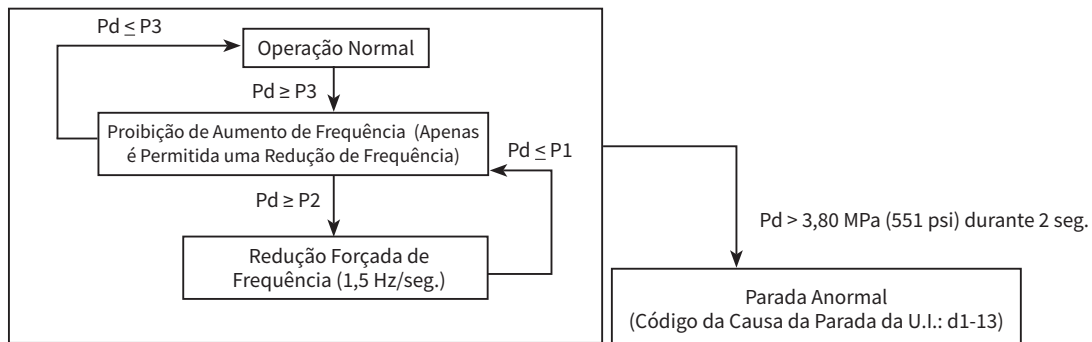 Pd ≤ P3
Operação Normal
Pd ≥ P3
Proibição de Aumento de Frequência (Apenas
é Permitida uma Redução de Frequência)
Pd ≤ P1
Pd ≥ P2
Redução Forçada de
Frequência (1,5 Hz/seg.)
Pd > 3,80 MPa (551 psi) durante 2 seg.
Parada Anormal
(Código da Causa da Parada da U.I.: d1-13)